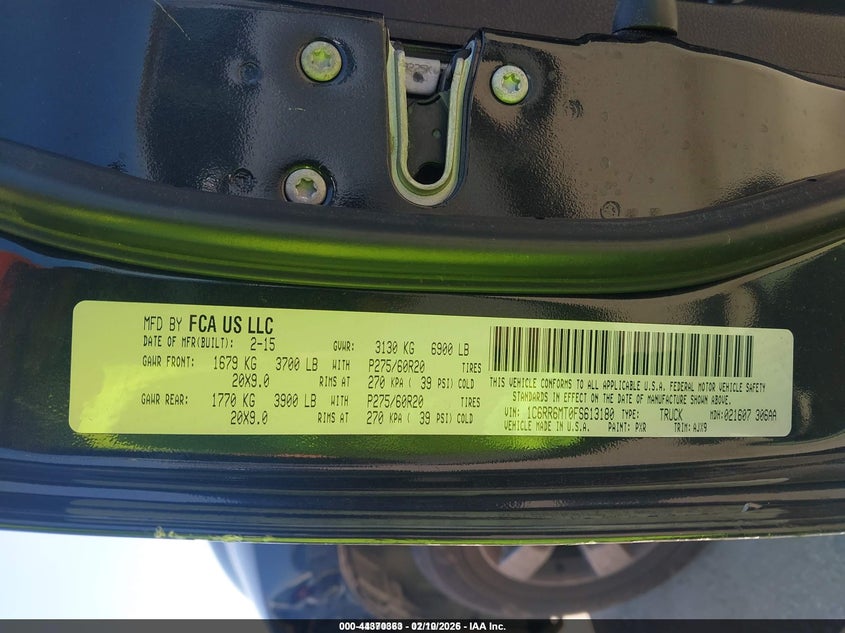 MFD BY FCA US LLC
DATE OF MFR(BUILT): 2-15 GVWR: 3130 KG 6900 LB
GAWR FRONT: 1679 KG 3700 LB WITH P275/60R20 TIRES
20X9.0 RIMS AT 270 KPA ( 39 PSI) COLD
GAWR REAR: 1770 KG 3900 LB WITH P275/60R20 TIRES
20X9.0 RIMS AT 270 KPA ( 39 PSI) COLD
THIS VEHICLE CONFORMS TO ALL APPLICABLE U.S.A. FEDERAL MOTOR VEHICLE SAFETY
STANDARDS IN EFFECT ON THE DATE OF MANUFACTURE SHOWN ABOVE.
VIN: 1C6RR6MT0FS613180 TYPE: TRUCK MDH:021607 306AA
VEHICLE MADE IN U.S.A. PAINT: PXR TRIM: AJX9
IAA Inc.